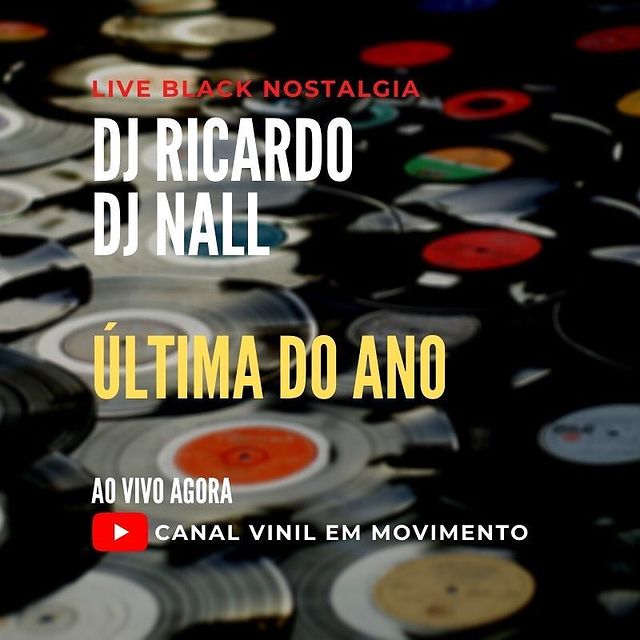 LIVE BLACK NOSTALGIA
DJ RICARDO
DJ NALL
ÚLTIMA DO ANO
AO VIVO AGORA
CANAL VINIL EM MOVIMENTO